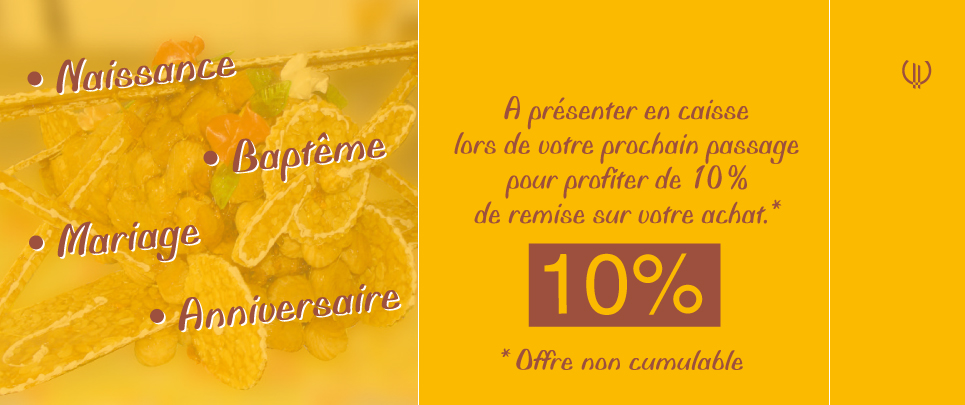 • Naissance
• Baptême
• Mariage
• Anniversaire
A présenter en caisse
lors de votre prochain passage
pour profiter de 10%
de remise sur votre achat.*
10%
* Offre non cumulable